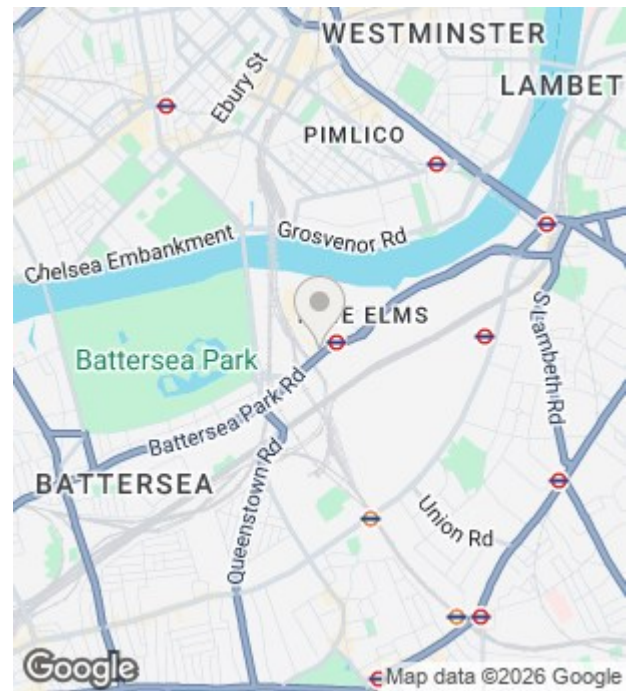 WESTMINSTER
Ebury St
LAMBET
PIMLICO
Grosvenor Rd
Chelsea Embankment
E ELMS
Battersea Park
S Lambeth Rd
Battersea Park Rd
BATTERSEA
Queenstown Rd
Union Rd
Google
Map data ©2026 Google